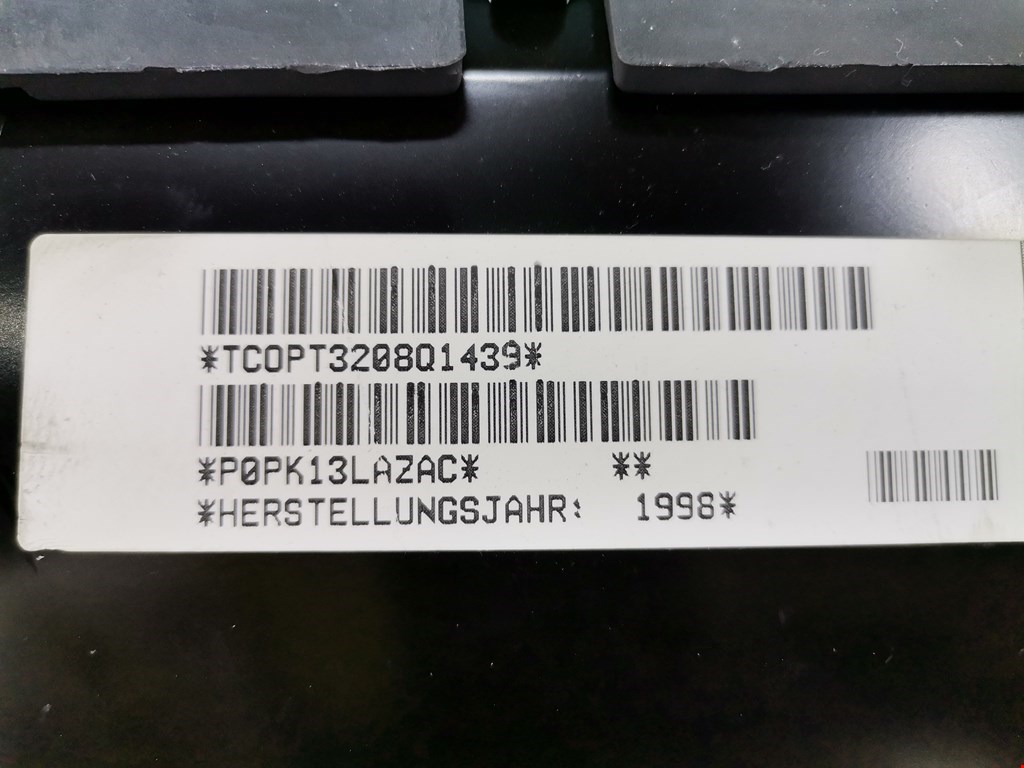 *TCOPT3208Q1439*
*P0PK13LAZAC* **
*HERSTELLUNGSJAHR: 1998*